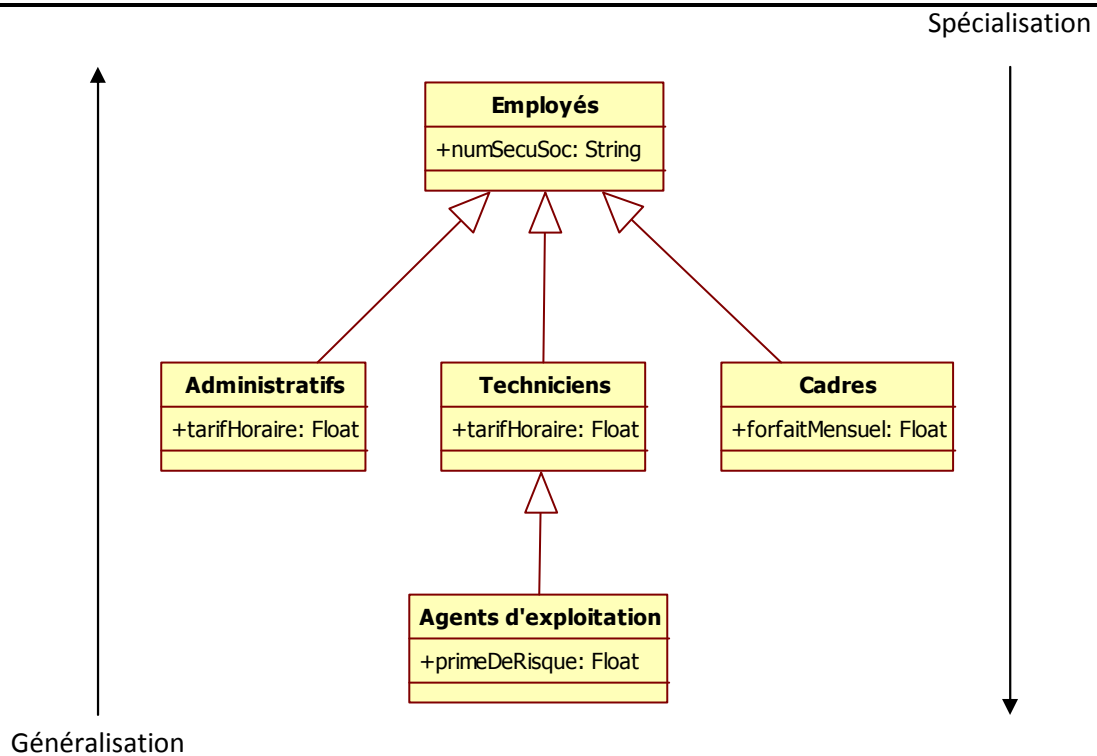 Spécialisation
Employés
+numSecuSoc: String
Administratifs
+tarifHoraire: Float
Techniciens
+tarifHoraire: Float
Cadres
+forfaitMensuel: Float
Agents d'exploitation
+primeDeRisque: Float
Généralisation